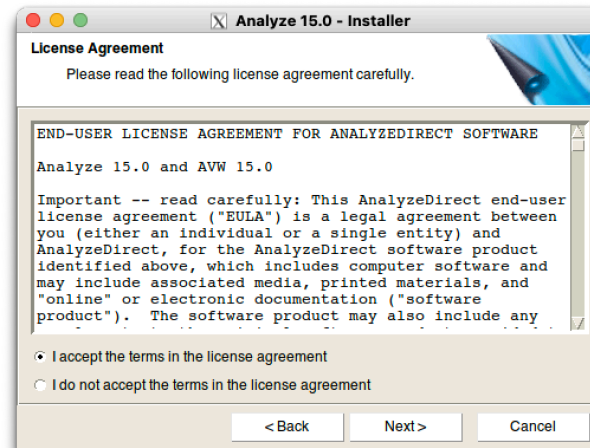 Analyze 15.0 - Installer
License Agreement
Please read the following license agreement carefully.
END-USER LICENSE AGREEMENT FOR ANALYZEDIRECT SOFTWARE
Analyze 15.0 and AVW 15.0
Important -- read carefully: This AnalyzeDirect end-user
license agreement ("EULA") is a legal agreement between
you (either an individual or a single entity) and
AnalyzeDirect, for the AnalyzeDirect software product
identified above, which includes computer software and
may include associated media, printed materials, and
"online" or electronic documentation ("software
product"). The software product may also include any
I accept the terms in the license agreement
I do not accept the terms in the license agreement
< Back Next > Cancel